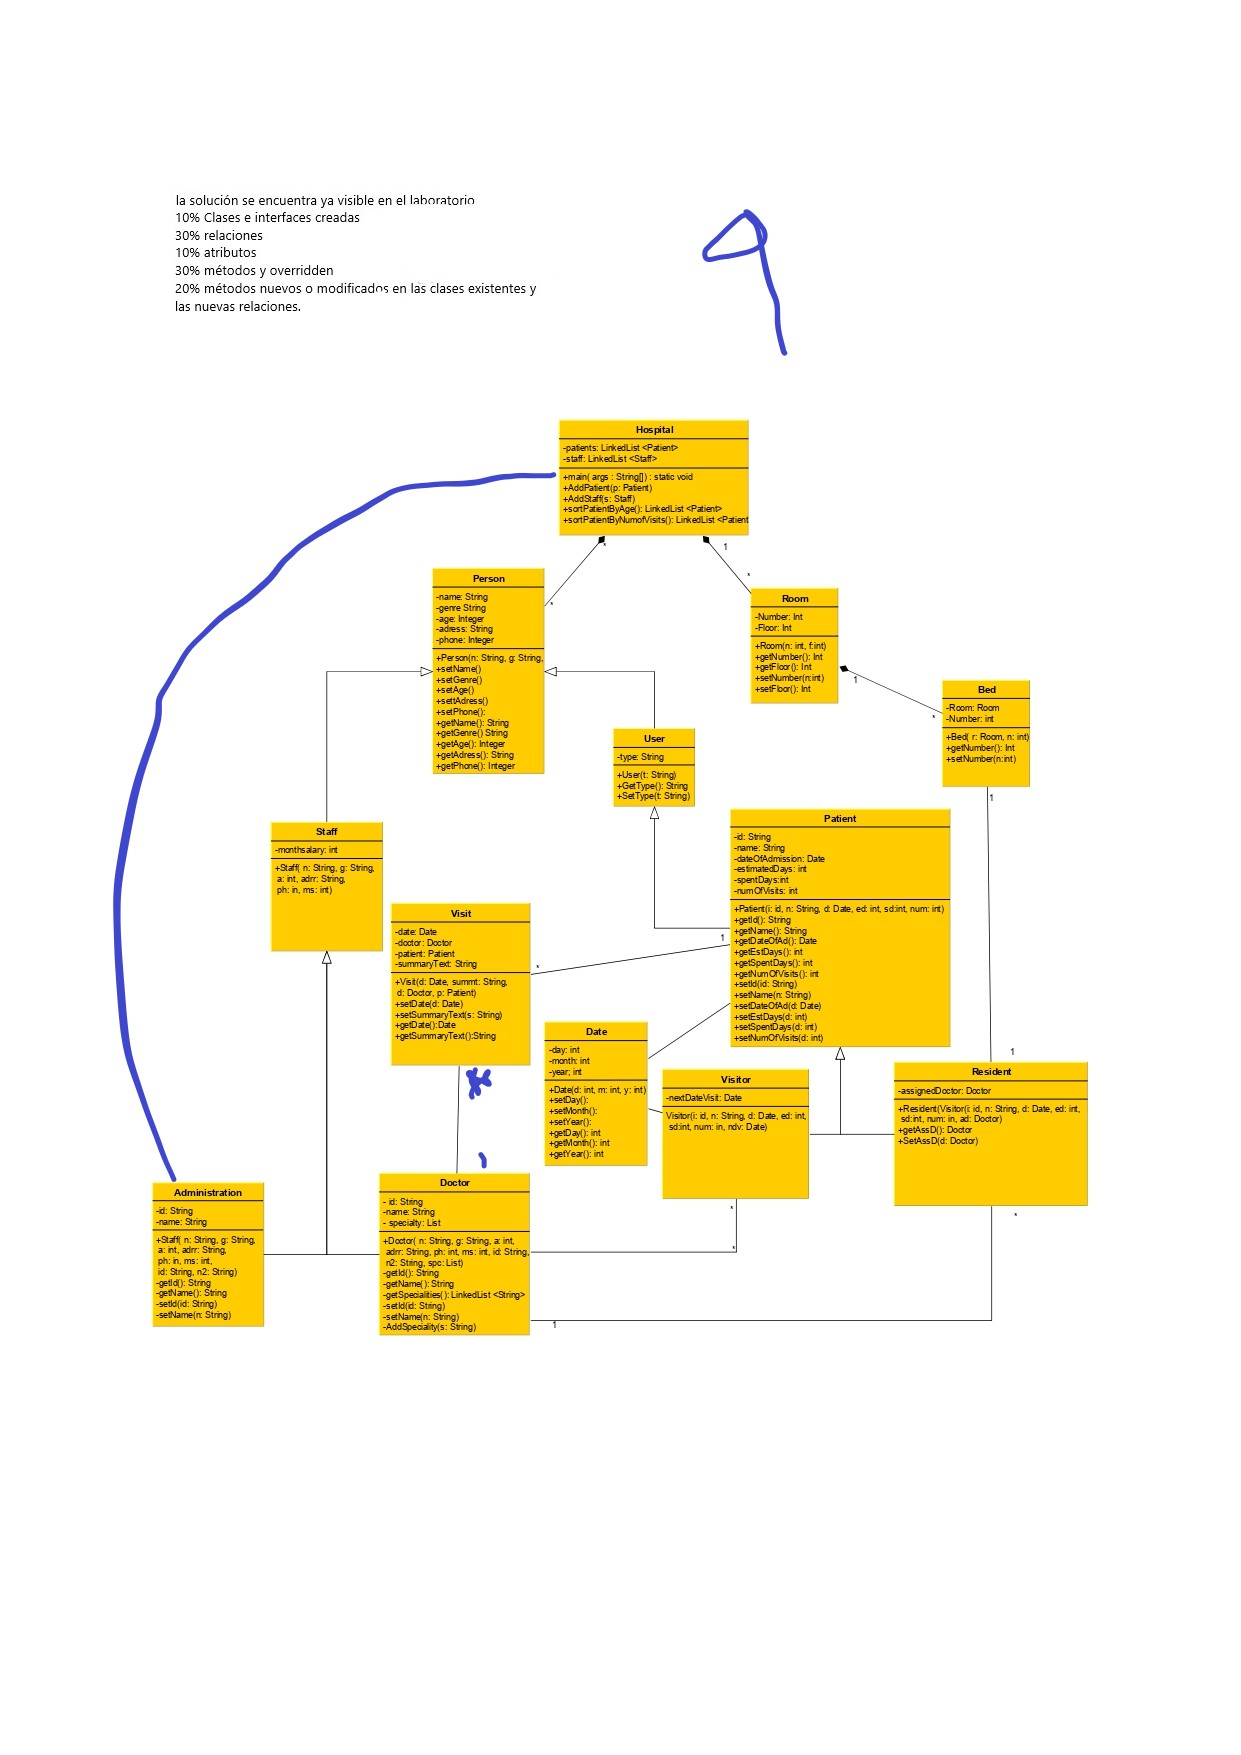 la solución se encuentra ya visible en el laboratorio
10% Clases e interfaces creadas
30% relaciones
10% atributos
30% métodos y overridden
20% métodos nuevos o modificados en las clases existentes y
las nuevas relaciones.
9
Hospital
-patients: LinkedList <Patient>
-staff: LinkedList <Staff>
+main( args : String[]) : static void
+AddPatient(p: Patient)
+AddStaff(s: Staff)
+sortPatientByAge(): LinkedList <Patient>
+sortPatientByNumofVisits(): LinkedList <Patient
*
1
*
*
Person
-name: String
-genre String
-age: Integer
-adress: String
-phone: Integer
+Person(n: String, g: String,
+setName()
+setGenre()
+setAge()
+settAdress()
+setPhone():
+getName(): String
+getGenre() String
+getAge(): Integer
+getAdress(): String
+getPhone(): Integer
Room
-Number: Int
-Floor: Int
+Room(n: int, f:int)
+getNumber(): Int
+getFloor(): Int
+setNumber(n:int)
+setFloor(): Int
1
*
Bed
-Room: Room
-Number: int
+Bed( r: Room, n: int)
+getNumber(): Int
+setNumber(n:int)
1
User
-type: String
+User(t: String)
+GetType(): String
+SetType(t: String)
Staff
-monthsalary: int
+Staff( n: String, g: String,
a: int, adrr: String,
ph: in, ms: int)
Patient
-id: String
-name: String
-dateOfAdmission: Date
-estimatedDays: int
-spentDays:int
-numOfVisits: int
+Patient(i: id, n: String, d: Date, ed: int, sd:int, num: int)
+getId(): String
+getName(): String
+getDateOfAd(): Date
+getEstDays(): int
+getSpentDays(): int
+getNumOfVisits(): int
+setId(id: String)
+setName(n: String)
+setDateOfAd(d: Date)
+setEstDays(d: int)
+setSpentDays(d: int)
+setNumOfVisits(d: int)
1
*
Visit
-date: Date
-doctor: Doctor
-patient: Patient
-summaryText: String
+Visit(d: Date, summt: String,
d: Doctor, p: Patient)
+setDate(d: Date)
+setSummaryText(s: String)
+getDate():Date
+getSummaryText():String
*
Date
-day: int
-month: int
-year; int
+Date(d: int, m: int, y: int)
+setDay():
+setMonth():
+setYear():
+getDay(): int
+getMonth(): int
+getYear(): int
Visitor
-nextDateVisit: Date
Visitor(i: id, n: String, d: Date, ed: int,
sd:int, num: in, ndv: Date)
*
*
1
Resident
-assignedDoctor: Doctor
+Resident(Visitor(i: id, n: String, d: Date, ed: int,
sd:int, num: in, ad: Doctor)
+getAssD(): Doctor
+SetAssD(d: Doctor)
*
Administration
-id: String
-name: String
+Staff( n: String, g: String,
a: int, adrr: String,
ph: in, ms: int,
id: String, n2: String)
-getId(): String
-getName(): String
-setId(id: String)
-setName(n: String)
Doctor
- id: String
-name: String
- specialty: List
+Doctor( n: String, g: String, a: int,
adrr: String, ph: int, ms: int, id: String,
n2: String, spc: List)
-getId(): String
-getName(): String
-getSpecialities(): LinkedList <String>
-setId(id: String)
-setName(n: String)
-AddSpeciality(s: String)
1